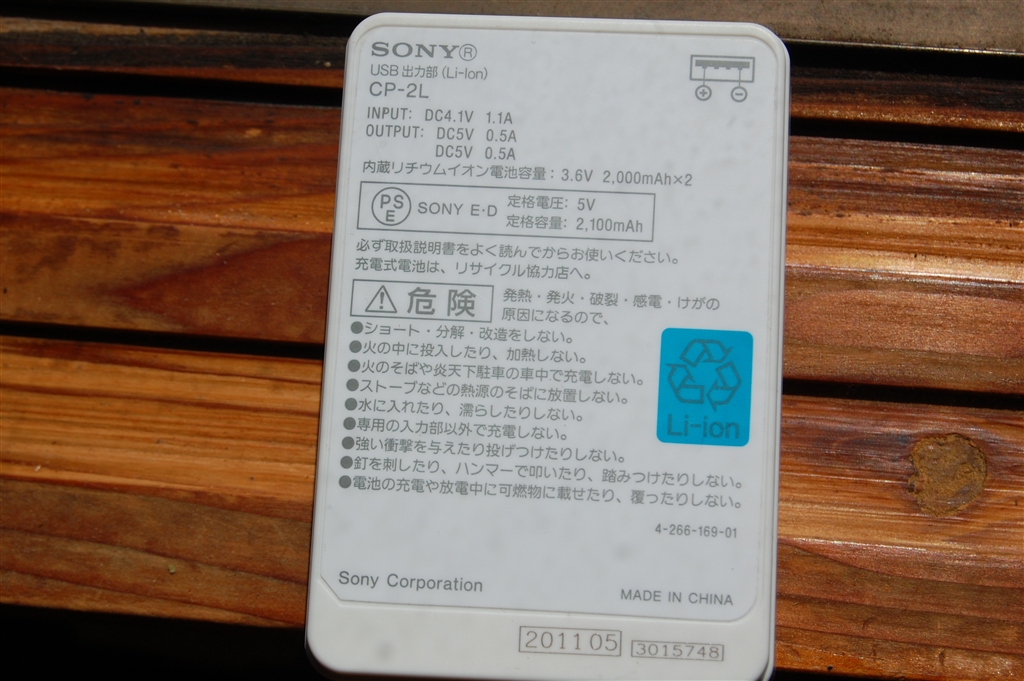 SONY®
USB 出力部 (Li-Ion)
CP-2L
INPUT: DC4.1V 1.1A
OUTPUT: DC5V 0.5A
DC5V 0.5A
内蔵リチウムイオン電池容量: 3.6V 2,000mAh×2
PS
E
SONY E·D
定格電圧: 5V
定格容量: 2,100mAh
必ず取扱説明書をよく読んでからお使いください。
充電式電池は、リサイクル協力店へ。
危険
発熱・発火・破裂・感電・けがの
原因になるので、
●ショート・分解・改造をしない。
●火の中に投入したり、加熱しない。
●火のそばや炎天下駐車の車中で充電しない。
●ストーブなどの熱源のそばに放置しない。
●水に入れたり、濡らしたりしない。
●専用の入力部以外で充電しない。
●強い衝撃を与えたり投げつけたりしない。
●釘を刺したり、ハンマーで叩いたり、踏みつけたりしない。
●電池の充電や放電中に可燃物に載せたり、覆ったりしない。
Li-ion
4-266-169-01
Sony Corporation
MADE IN CHINA
201105
3015748